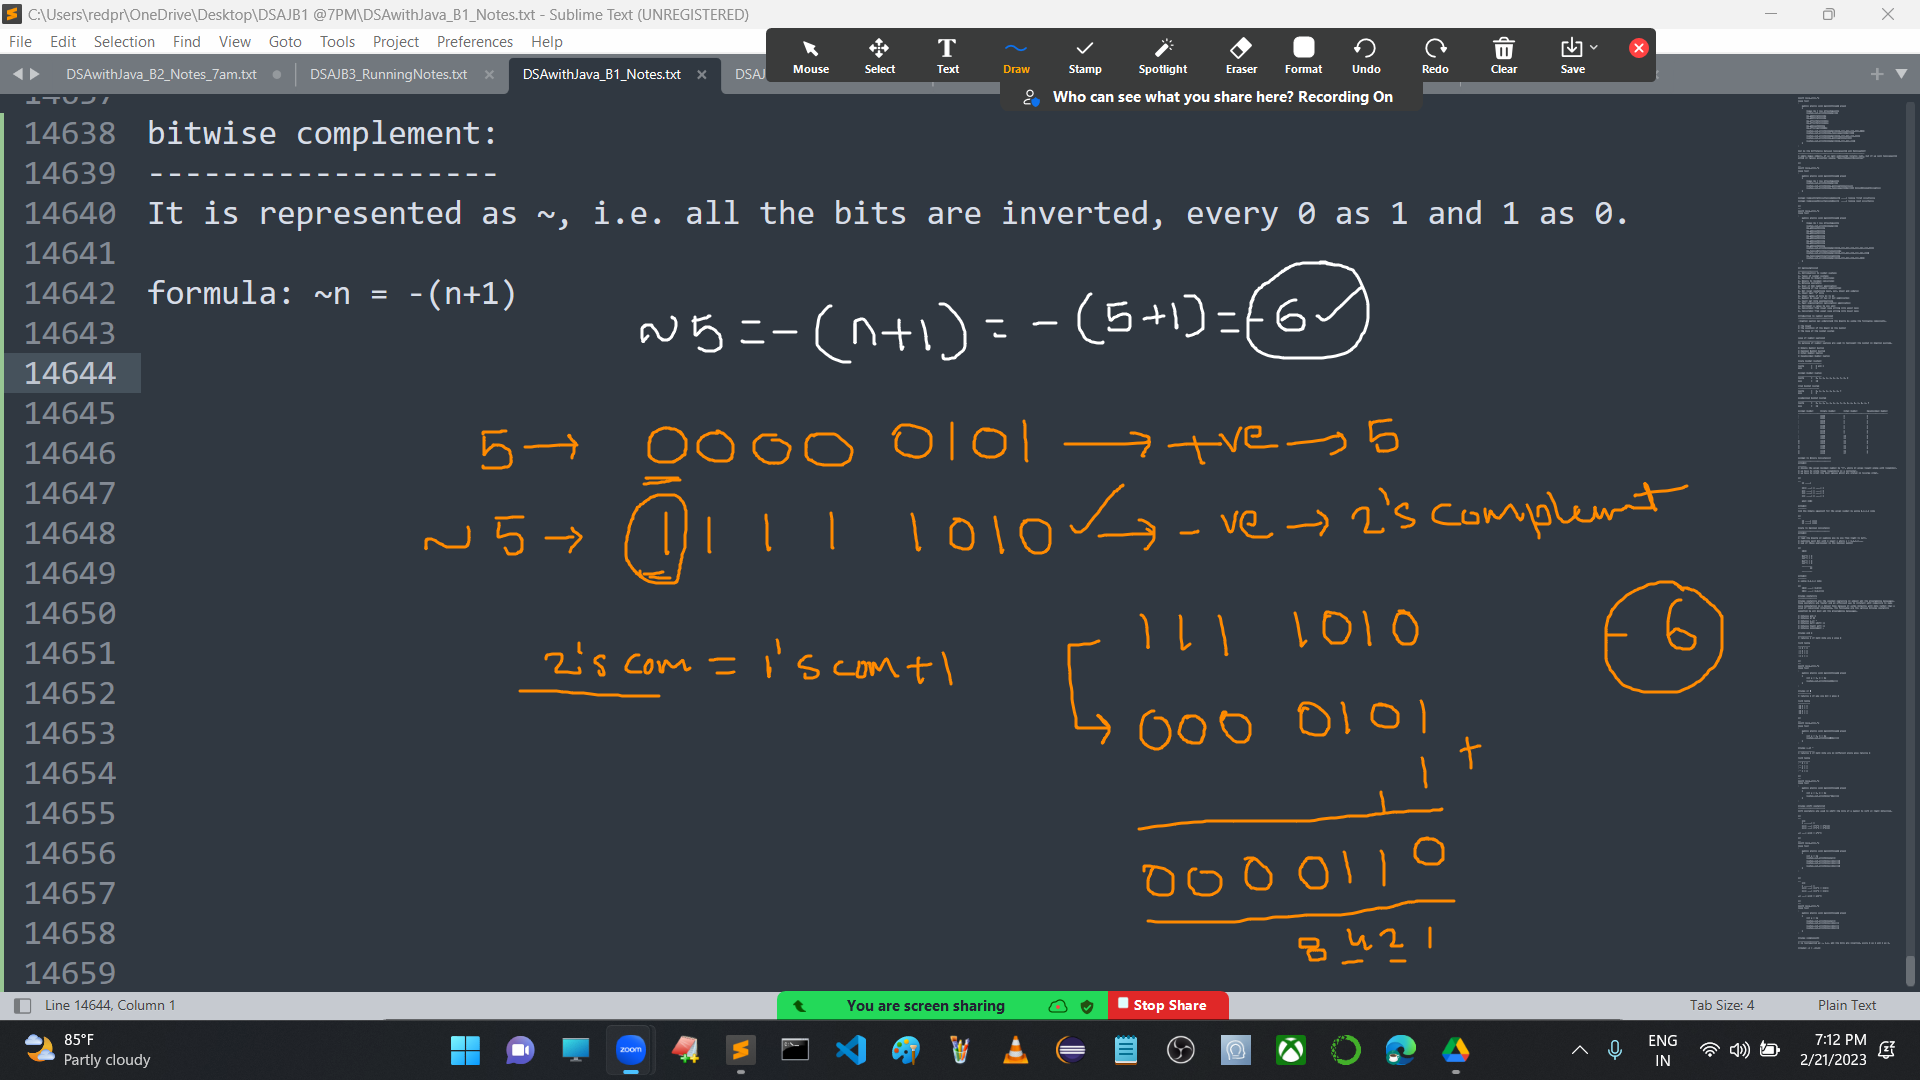 C:\Users\redpr\OneDrive\Desktop\DSAJB1 @7PM\DSAwithJava_B1_Notes.txt - Sublime Text (UNREGISTERED)
File Edit Selection Find View Goto Tools Project Preferences Help
Mouse Select Text Draw Stamp Spotlight Eraser Format Undo Redo Clear Save
DSAwithJava_B2_Notes_7am.txt DSAJB3_RunningNotes.txt DSAwithJava_B1_Notes.txt DSAJ
Who can see what you share here? Recording On
14637
14638 bitwise complement:
14639 -------------------
14640 It is represented as ~, i.e. all the bits are inverted, every 0 as 1 and 1 as 0.
14641
14642 formula: ~n = -(n+1)
~5 = -(n+1) = -(5+1) = -6 ✓
14643
14644
14645
5 → 0000 0101 → +ve → 5
14646
14647
~5 → 1111 1010 ✓ → -ve → 2's complement
14648
14649
14650
111 1010
- 6
14651
2's com = 1's com+1
14652
14653
000 0101
14654
1 +
14655
1
14656
000 0110
14657
14658
8 4 2 1
14659
Line 14644, Column 1
You are screen sharing Stop Share
Tab Size: 4 Plain Text
85°F
Partly cloudy
zoom
ENG
IN
7:12 PM
2/21/2023